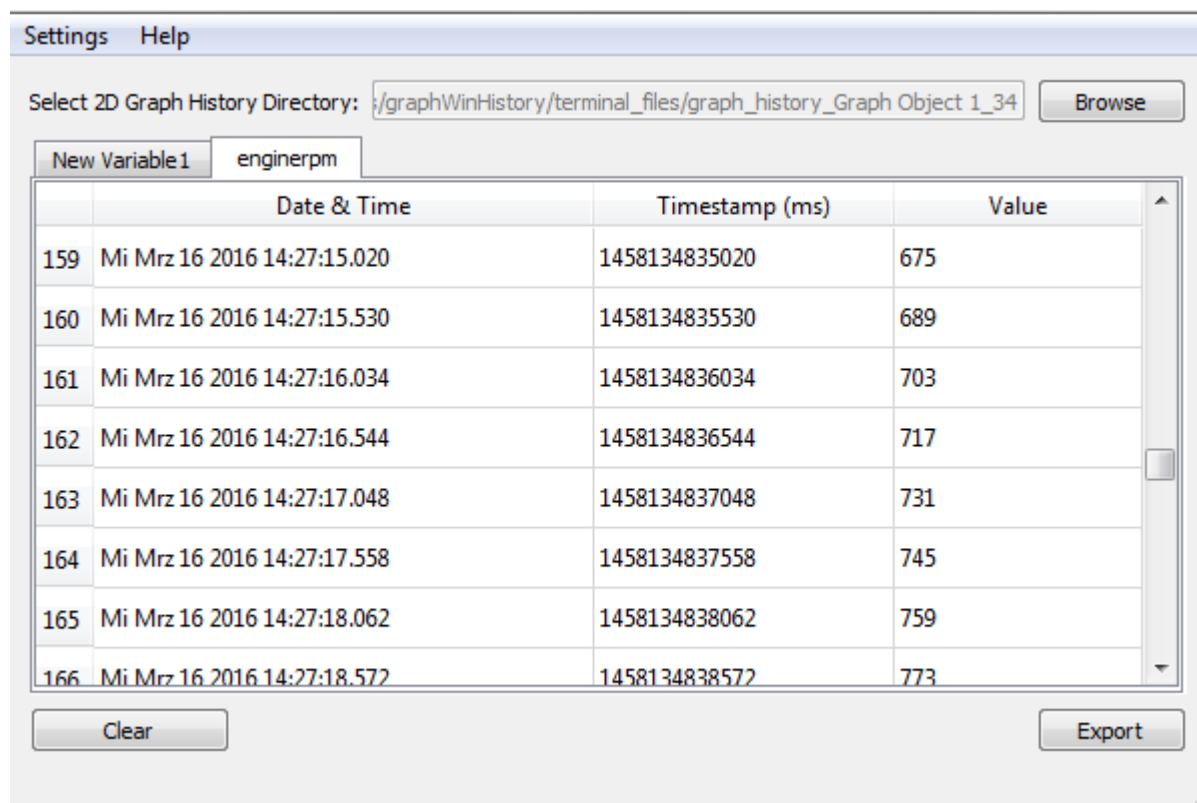 Settings Help
Select 2D Graph History Directory: ;/graphWinHistory/terminal_files/graph_history_Graph Object 1_34 Browse
New Variable1 enginerpm
Date & Time Timestamp (ms) Value
159 Mi Mrz 16 2016 14:27:15.020 1458134835020 675
160 Mi Mrz 16 2016 14:27:15.530 1458134835530 689
161 Mi Mrz 16 2016 14:27:16.034 1458134836034 703
162 Mi Mrz 16 2016 14:27:16.544 1458134836544 717
163 Mi Mrz 16 2016 14:27:17.048 1458134837048 731
164 Mi Mrz 16 2016 14:27:17.558 1458134837558 745
165 Mi Mrz 16 2016 14:27:18.062 1458134838062 759
166 Mi Mrz 16 2016 14:27:18.572 1458134838572 773
Clear Export